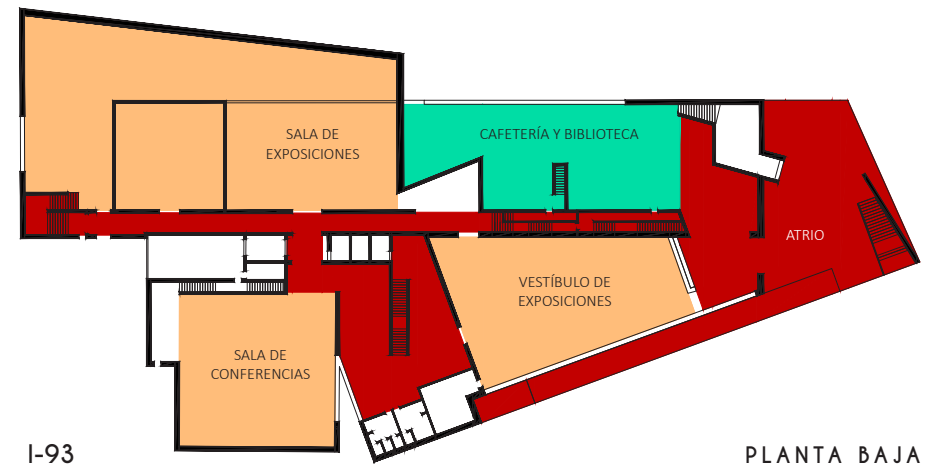 SALA DE
EXPOSICIONES
CAFETERÍA Y BIBLIOTECA
ATRIO
VESTÍBULO DE
EXPOSICIONES
SALA DE
CONFERENCIAS
I-93
PLANTA BAJA